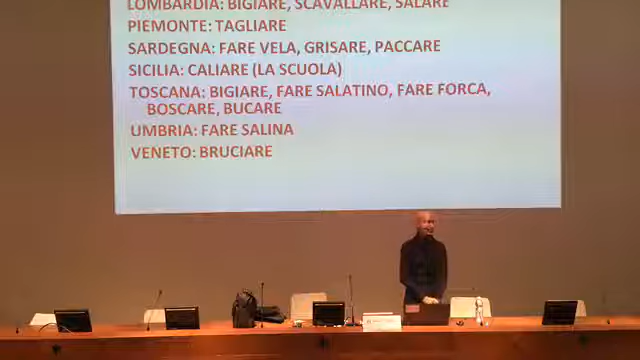 LOMBARDIA: BIGIARE, SCAVALLARE, SALARE
PIEMONTE: TAGLIARE
SARDEGNA: FARE VELA, GRISARE, PACCARE
SICILIA: CALIARE (LA SCUOLA)
TOSCANA: BIGIARE, FARE SALATINO, FARE FORCA,
BOSCARE, BUCARE
UMBRIA: FARE SALINA
VENETO: BRUCIARE